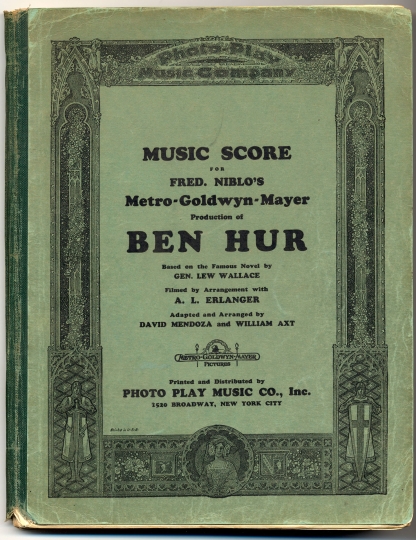 Photo-Play
Music Company
MUSIC SCORE
FOR
FRED. NIBLO'S
Metro-Goldwyn-Mayer
Production of
BEN HUR
Based on the Famous Novel by
GEN. LEW WALLACE
Filmed by Arrangement with
A. L. ERLANGER
Adapted and Arranged by
DAVID MENDOZA and WILLIAM AXT
METRO-GOLDWYN-MAYER
PICTURES
Printed and Distributed by
PHOTO PLAY MUSIC CO., Inc.
1520 BROADWAY, NEW YORK CITY